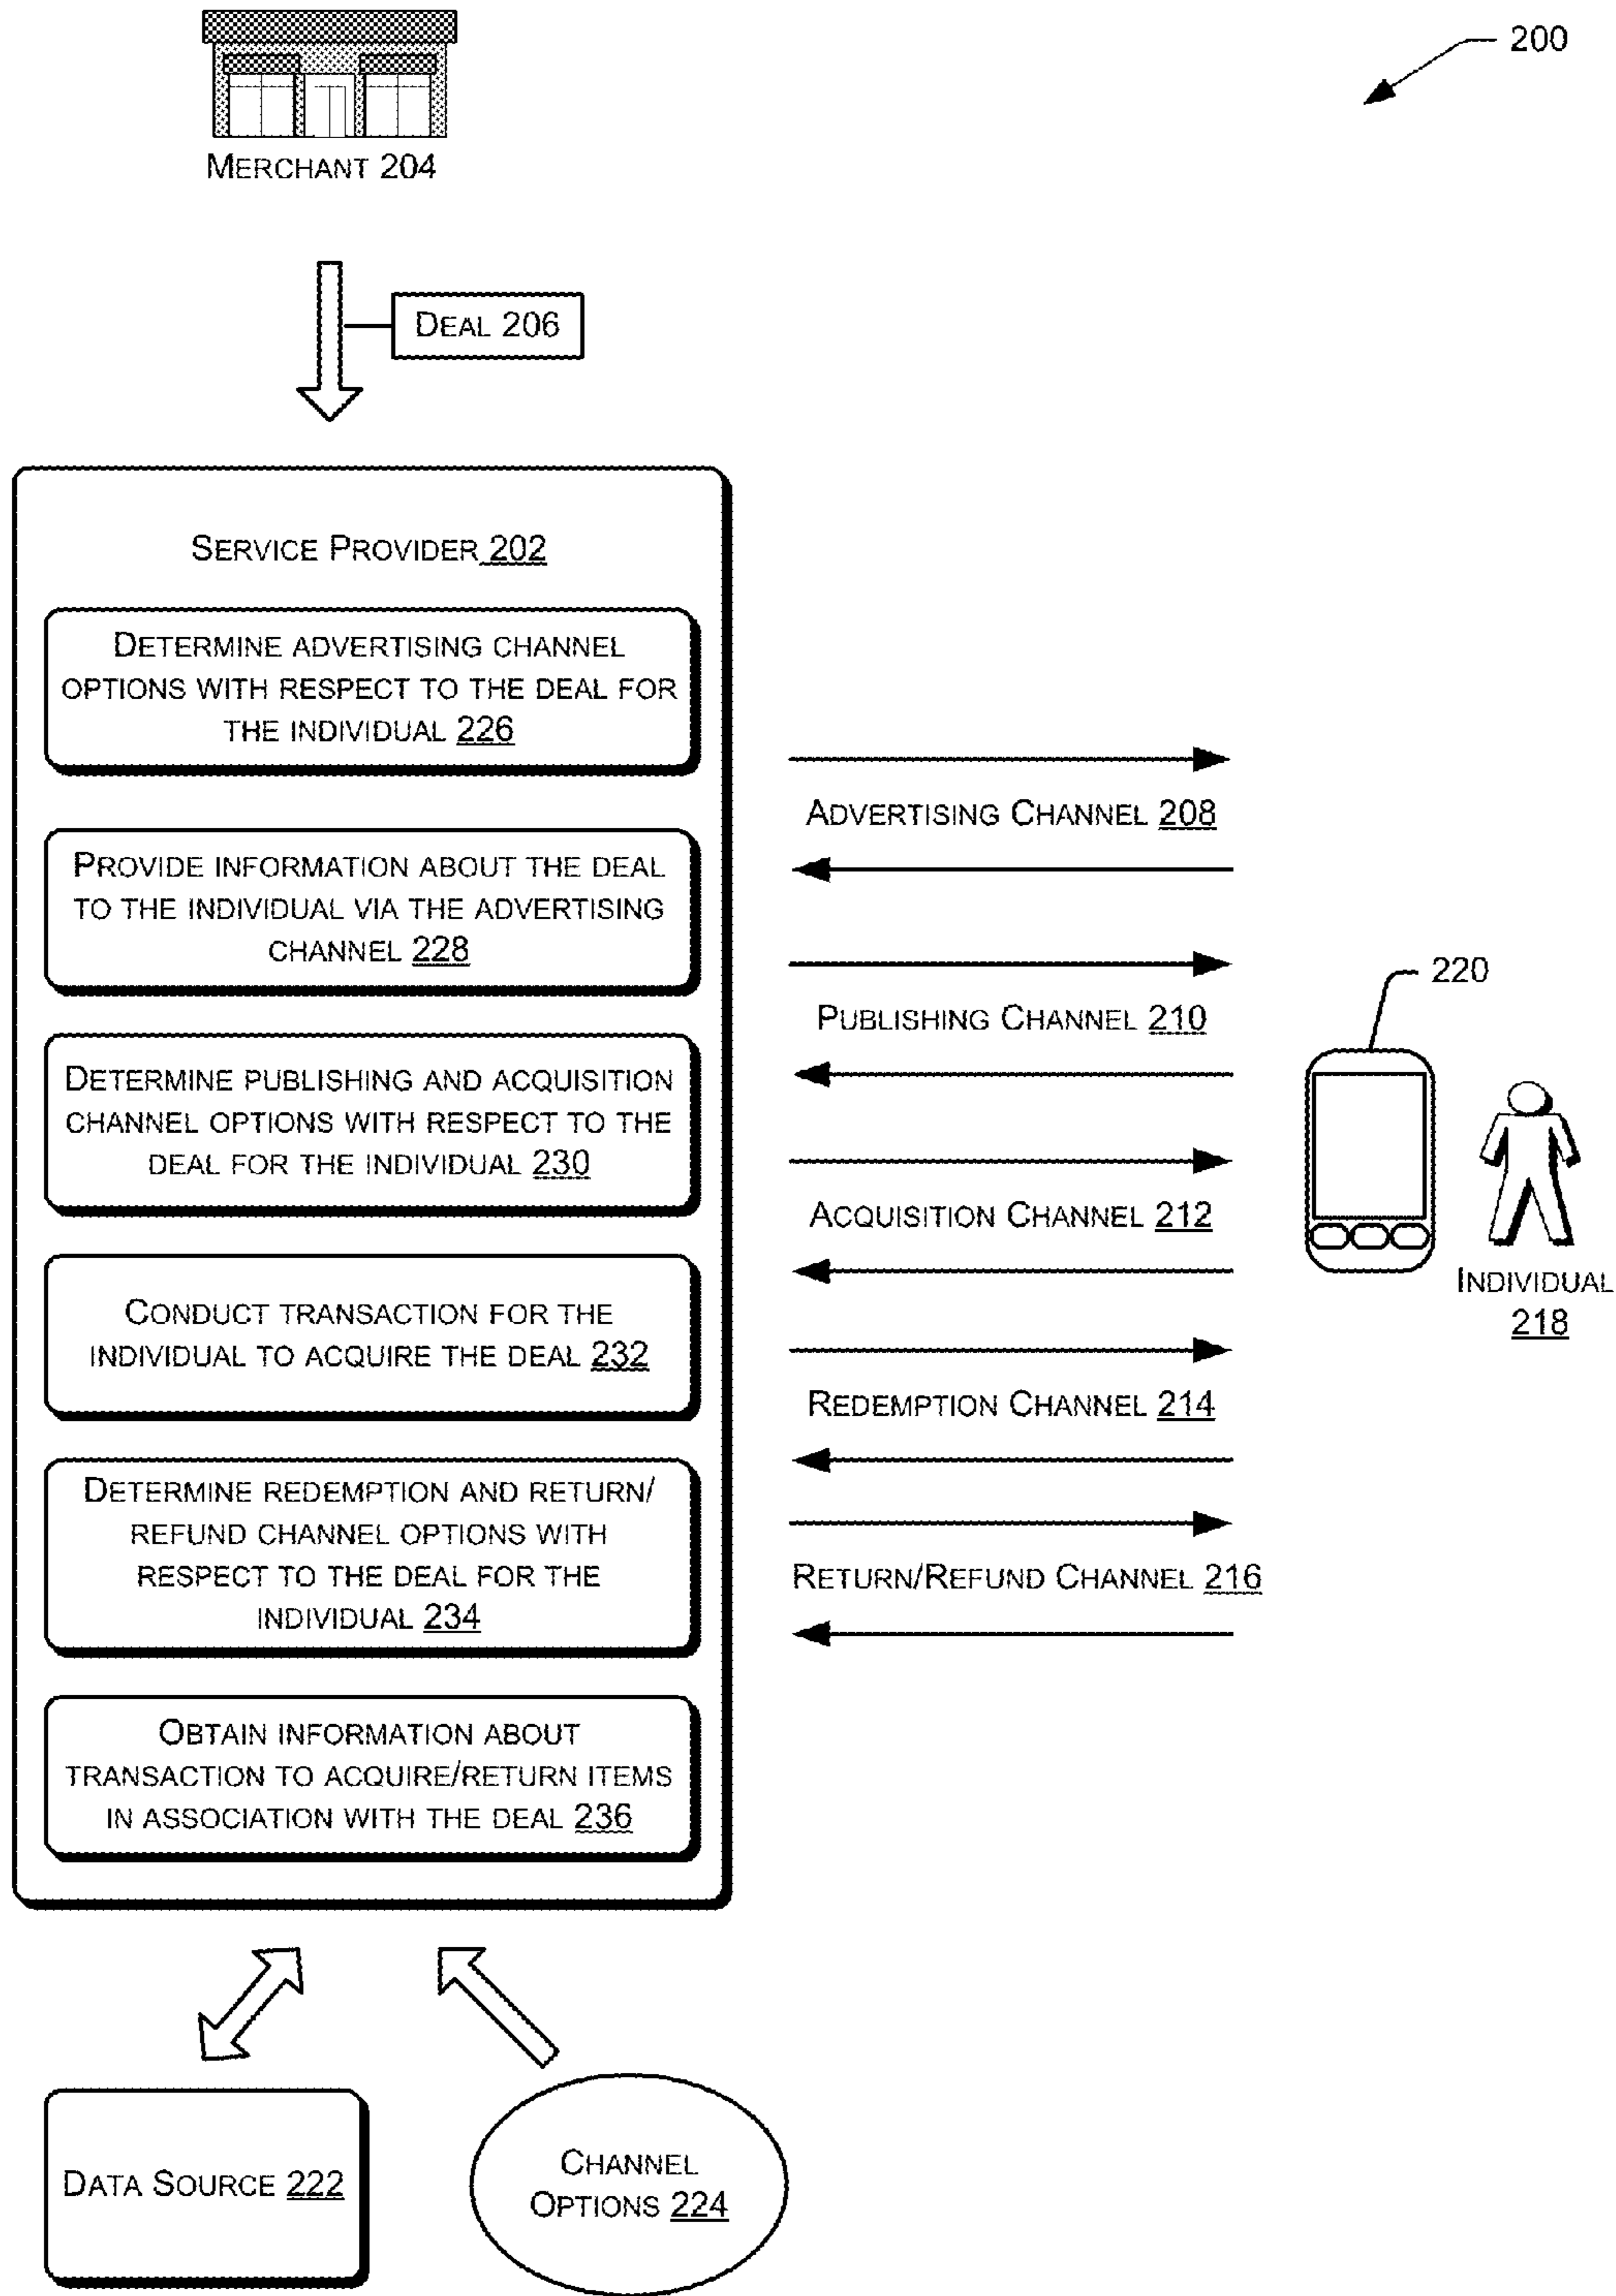 200
MERCHANT 204
DEAL 206
SERVICE PROVIDER 202
DETERMINE ADVERTISING CHANNEL
OPTIONS WITH RESPECT TO THE DEAL FOR
THE INDIVIDUAL 226
PROVIDE INFORMATION ABOUT THE DEAL
TO THE INDIVIDUAL VIA THE ADVERTISING
CHANNEL 228
DETERMINE PUBLISHING AND ACQUISITION
CHANNEL OPTIONS WITH RESPECT TO THE
DEAL FOR THE INDIVIDUAL 230
CONDUCT TRANSACTION FOR THE
INDIVIDUAL TO ACQUIRE THE DEAL 232
DETERMINE REDEMPTION AND RETURN/
REFUND CHANNEL OPTIONS WITH
RESPECT TO THE DEAL FOR THE
INDIVIDUAL 234
OBTAIN INFORMATION ABOUT
TRANSACTION TO ACQUIRE/RETURN ITEMS
IN ASSOCIATION WITH THE DEAL 236
ADVERTISING CHANNEL 208
PUBLISHING CHANNEL 210
ACQUISITION CHANNEL 212
REDEMPTION CHANNEL 214
RETURN/REFUND CHANNEL 216
220
INDIVIDUAL
218
DATA SOURCE 222
CHANNEL
OPTIONS 224